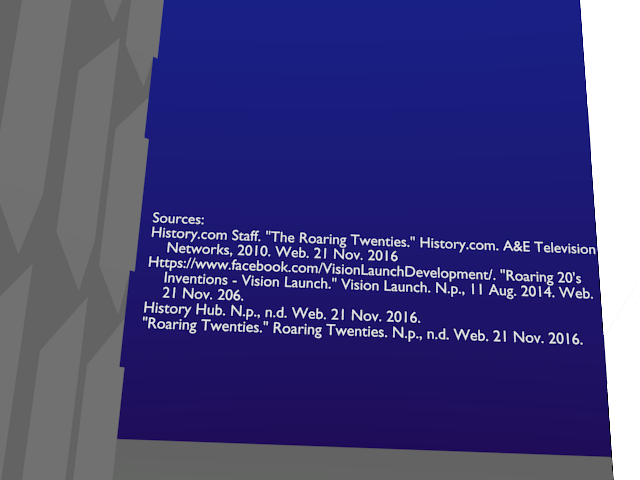 Sources:
History.com Staff. "The Roaring Twenties." History.com. A&E Television
Networks, 2010. Web. 21 Nov. 2016
Https://www.facebook.com/VisionLaunchDevelopment/. "Roaring 20's
Inventions - Vision Launch." Vision Launch. N.p., 11 Aug. 2014. Web.
21 Nov. 206.
History Hub. N.p., n.d. Web. 21 Nov. 2016.
"Roaring Twenties." Roaring Twenties. N.p., n.d. Web. 21 Nov. 2016.